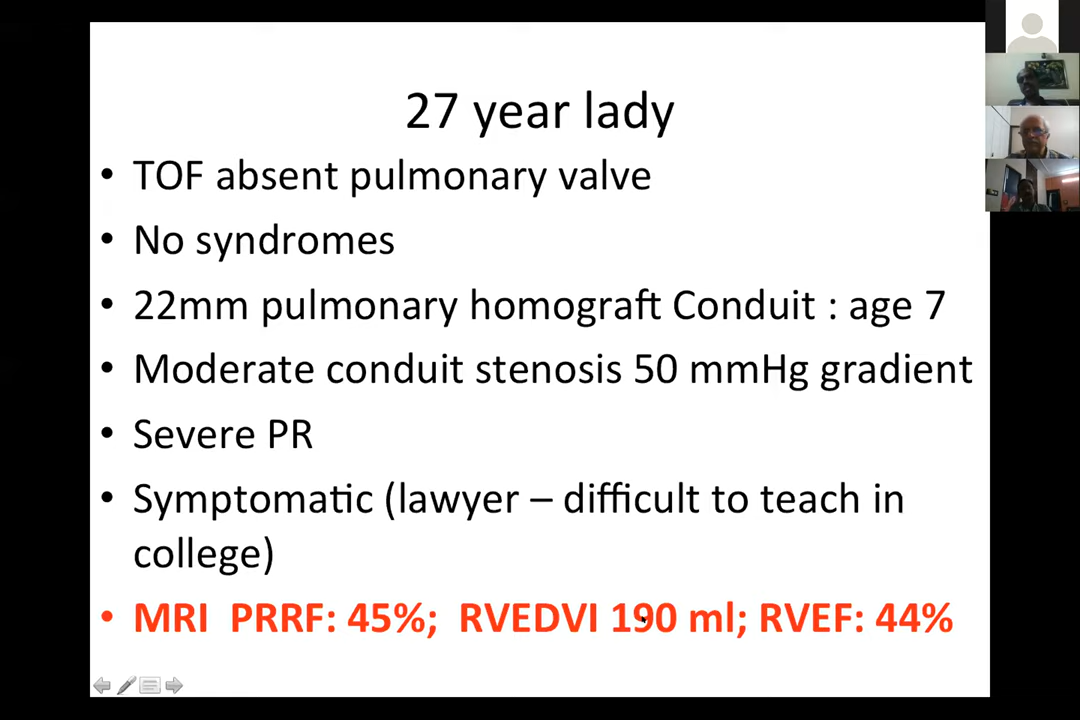 27 year lady
• TOF absent pulmonary valve
• No syndromes
• 22mm pulmonary homograft Conduit : age 7
• Moderate conduit stenosis 50 mmHg gradient
• Severe PR
• Symptomatic (lawyer – difficult to teach in
college)
• MRI  PRRF: 45%;  RVEDVI 190 ml; RVEF: 44%